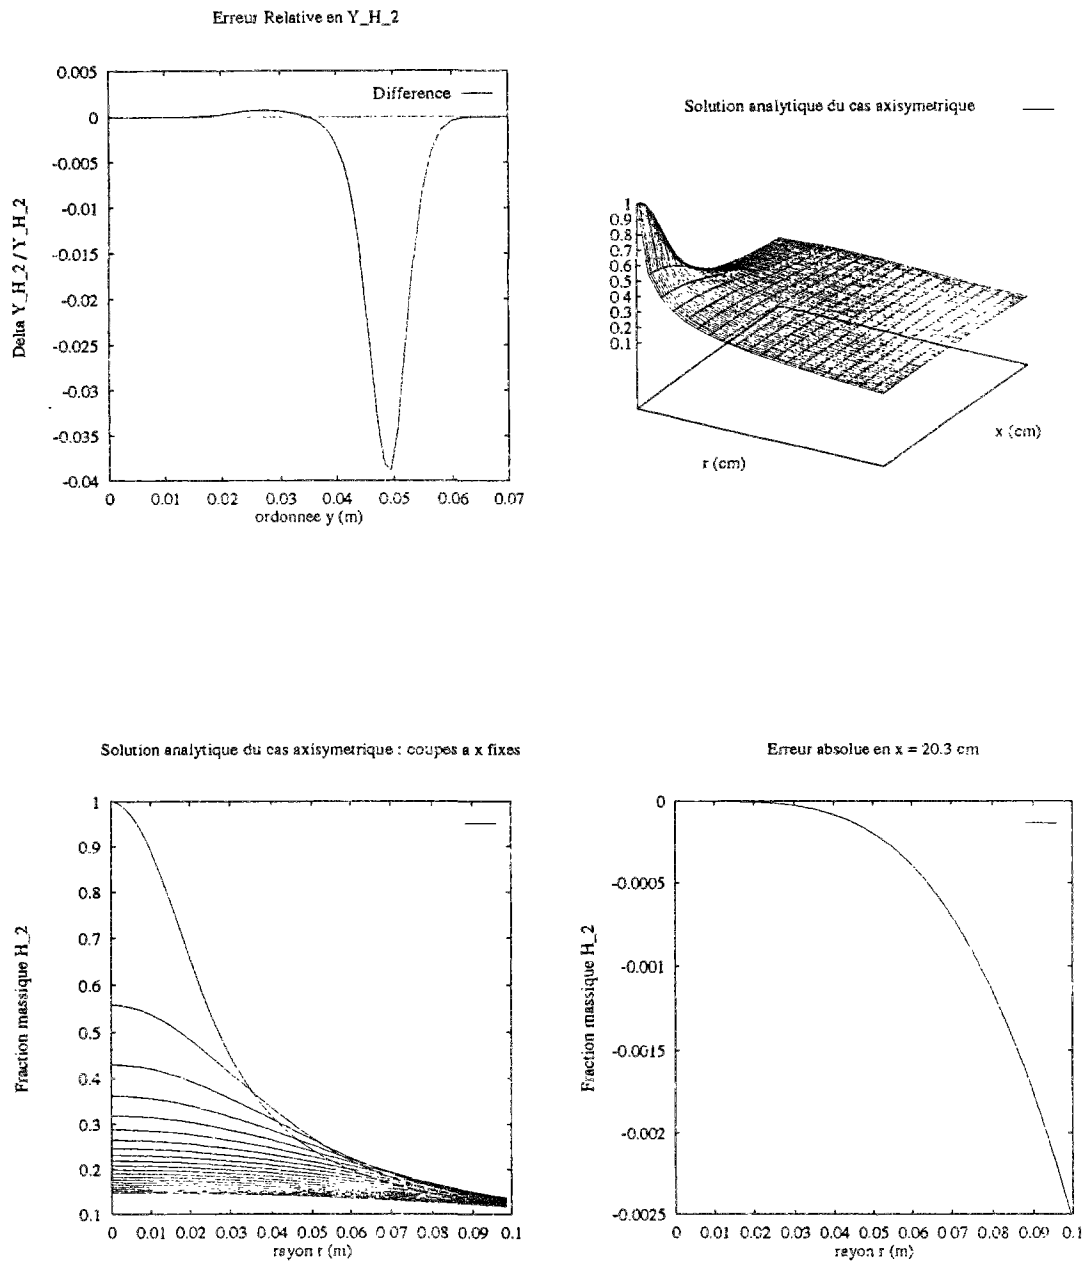 Erreur Relative en Y_H_2
0.005
0
-0.005
-0.01
-0.015
-0.02
-0.025
-0.03
-0.035
-0.04
Difference
Delta Y_H_2 / Y_H_2
0 0.01 0.02 0.03 0.04 0.05 0.06 0.07
ordonnee y (m)
Solution analytique du cas axisymetrique
1
0.9
0.8
0.7
0.6
0.5
0.4
0.3
0.2
0.1
r (cm)
x (cm)
Solution analytique du cas axisymetrique : coupes a x fixes
1
0.9
0.8
0.7
0.6
0.5
0.4
0.3
0.2
0.1
Fraction massique H_2
0 0.01 0.02 0.03 0.04 0.05 0.06 0.07 0.08 0.09 0.1
rayon r (m)
Erreur absolue en x = 20.3 cm
0
-0.0005
-0.001
-0.0015
-0.002
-0.0025
Fraction massique H_2
0 0.01 0.02 0.03 0.04 0.05 0.06 0.07 0.08 0.09 0.1
rayon r (m)